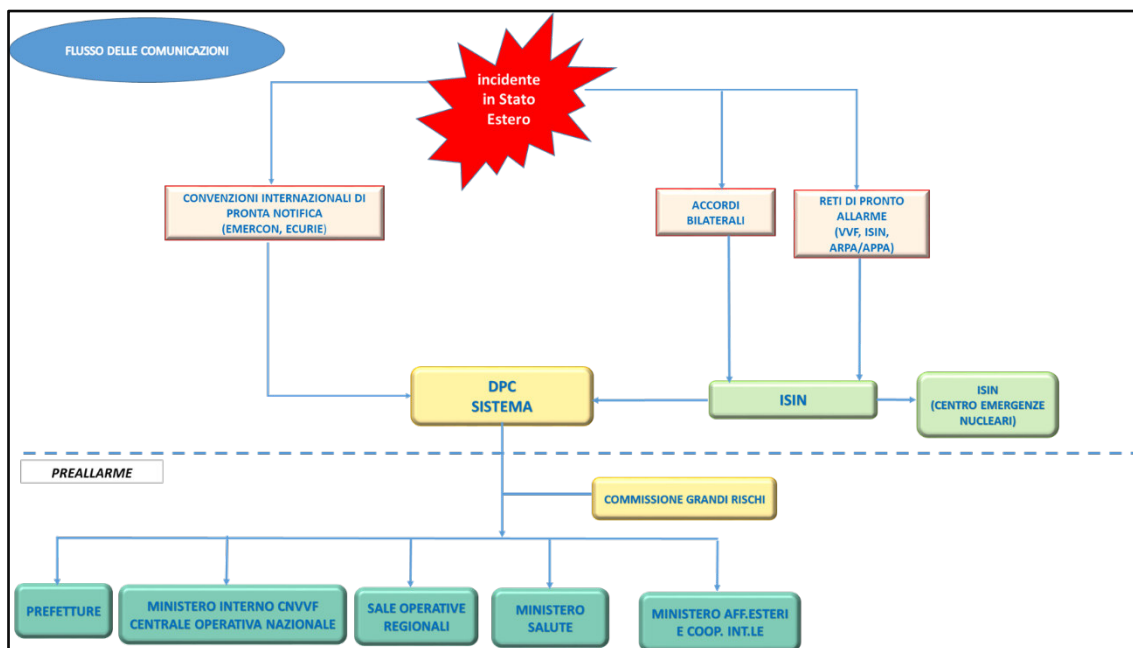 FLUSSO DELLE COMUNICAZIONI
incidente
in Stato
Estero
CONVENZIONI INTERNAZIONALI DI
PRONTA NOTIFICA
(EMERCON, ECURIE)
ACCORDI
BILATERALI
RETI DI PRONTO
ALLARME
(VVF, ISIN,
ARPA/APPA)
DPC
SISTEMA
ISIN
ISIN
(CENTRO EMERGENZE
NUCLEARI)
PREALLARME
COMMISSIONE GRANDI RISCHI
PREFETTURE
MINISTERO INTERNO CNVVF
CENTRALE OPERATIVA NAZIONALE
SALE OPERATIVE
REGIONALI
MINISTERO
SALUTE
MINISTERO AFF.ESTERI
E COOP. INT.LE